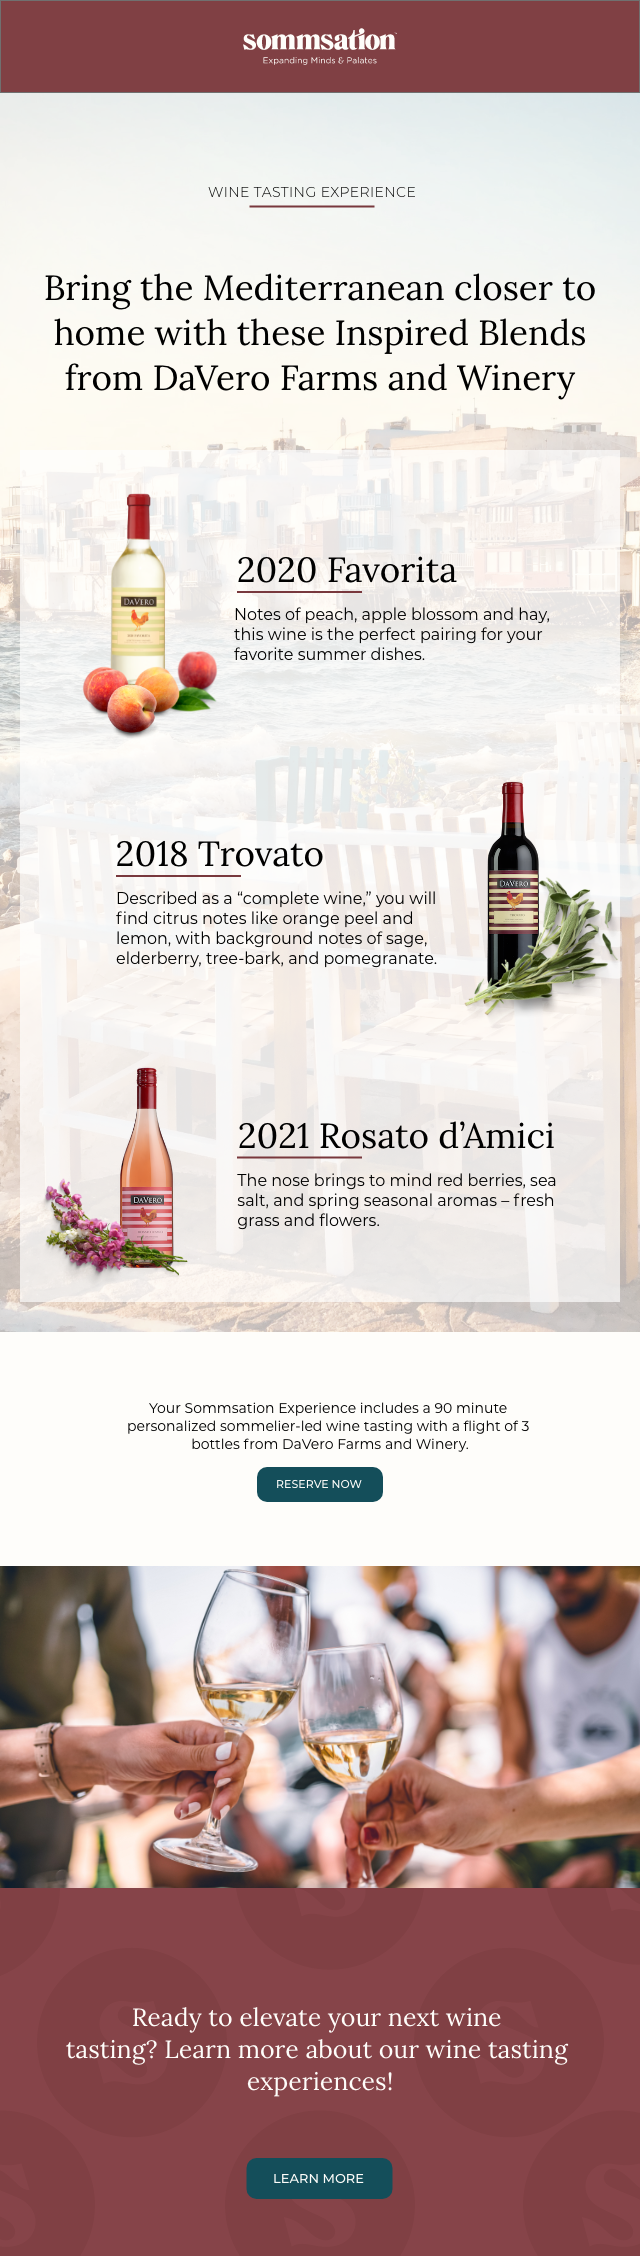 sommsation
Expanding Minds & Palates
WINE TASTING EXPERIENCE
Bring the Mediterranean closer to
home with these Inspired Blends
from DaVero Farms and Winery
DAVERO
2020 Favorita
Notes of peach, apple blossom and hay,
this wine is the perfect pairing for your
favorite summer dishes.
2018 Trovato
Described as a “complete wine,” you will
find citrus notes like orange peel and
lemon, with background notes of sage,
elderberry, tree-bark, and pomegranate.
DAVERO
DAVERO
2021 Rosato d’Amici
The nose brings to mind red berries, sea
salt, and spring seasonal aromas – fresh
grass and flowers.
Your Sommsation Experience includes a 90 minute
personalized sommelier-led wine tasting with a flight of 3
bottles from DaVero Farms and Winery.
RESERVE NOW
Ready to elevate your next wine
tasting? Learn more about our wine tasting
experiences!
LEARN MORE